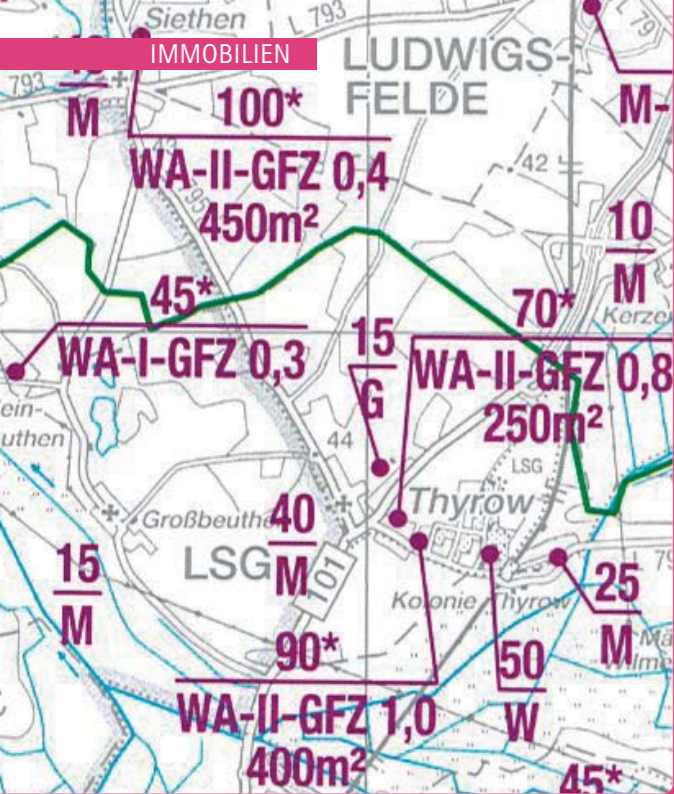 Siethen
L 793
L 79
IMMOBILIEN
LUDWIGS-
FELDE
793
M
100*
WA-II-GFZ 0,4
450m²
M-
42
10
M
Kerze
45*
WA-I-GFZ 0,3
70*
WA-II-GFZ 0,8
250m²
15
G
ein-
uthen
44
LSG
Thyrow
Großbeuthe
40
M
LSG
101
15
M
Kolonie Thyrow
25
M
90*
WA-II-GFZ 1,0
400m²
50
W
45*